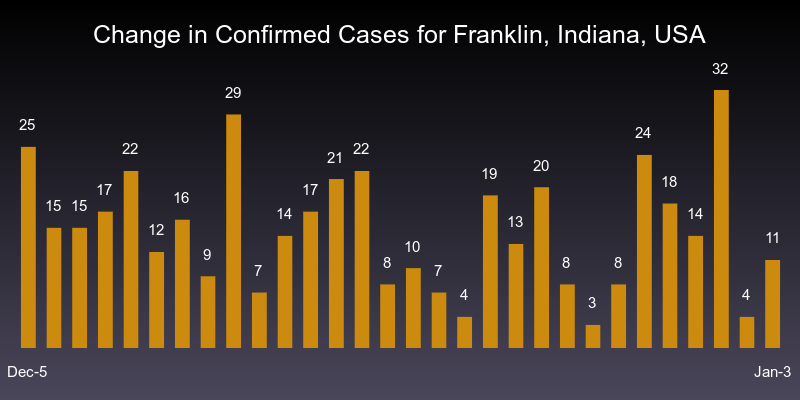 Change in Confirmed Cases for Franklin, Indiana, USA
25 15 15 17 22 12 16 9 29 7 14 17 21 22 8 10 7 4 19 13 20 8 3 8 24 18 14 32 4 11
Dec-5 Jan-3